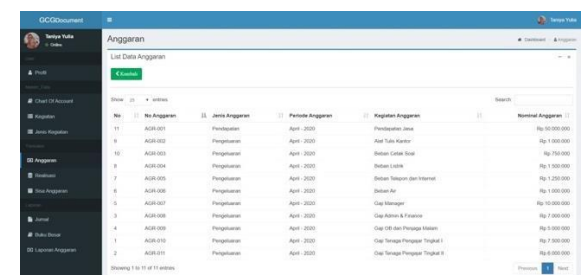 GCGDocument
Taniya Yulia
Taniya Yulia
Online
Anggaran
Dashboard Anggaran
List Data Anggaran
Profil
Chart Of Account
Kegiatan
Jenis Kegiatan
Anggaran
Realisasi
Sisa Anggaran
Jurnal
Buku Besar
Laporan Anggaran
Show entries
Search
No No Anggaran Jenis Anggaran Periode Anggaran Kegiatan Anggaran Nominal Anggaran
11 AGR-001 Pendapatan April - 2020 Pendapatan Jasa Rp 50.000.000
9 AGR-002 Pengeluaran April - 2020 Alat Tulis Kantor Rp 1.000.000
10 AGR-003 Pengeluaran April - 2020 Beban Cetak Soal Rp 750.000
8 AGR-004 Pengeluaran April - 2020 Beban Listrik Rp 1.500.000
7 AGR-005 Pengeluaran April - 2020 Beban Telepon dan Internet Rp 1.250.000
6 AGR-006 Pengeluaran April - 2020 Beban Air Rp 1.000.000
5 AGR-007 Pengeluaran April - 2020 Gaji Manager Rp 10.000.000
3 AGR-008 Pengeluaran April - 2020 Gaji Admin & Finance Rp 7.000.000
4 AGR-009 Pengeluaran April - 2020 Gaji OB dan Penjaga Malam Rp 5.000.000
1 AGR-010 Pengeluaran April - 2020 Gaji Tenaga Pengajar Tingkat I Rp 7.500.000
2 AGR-011 Pengeluaran April - 2020 Gaji Tenaga Pengajar Tingkat II Rp 8.000.000
Showing 1 to 11 of 11 entries
Previous 1 Next